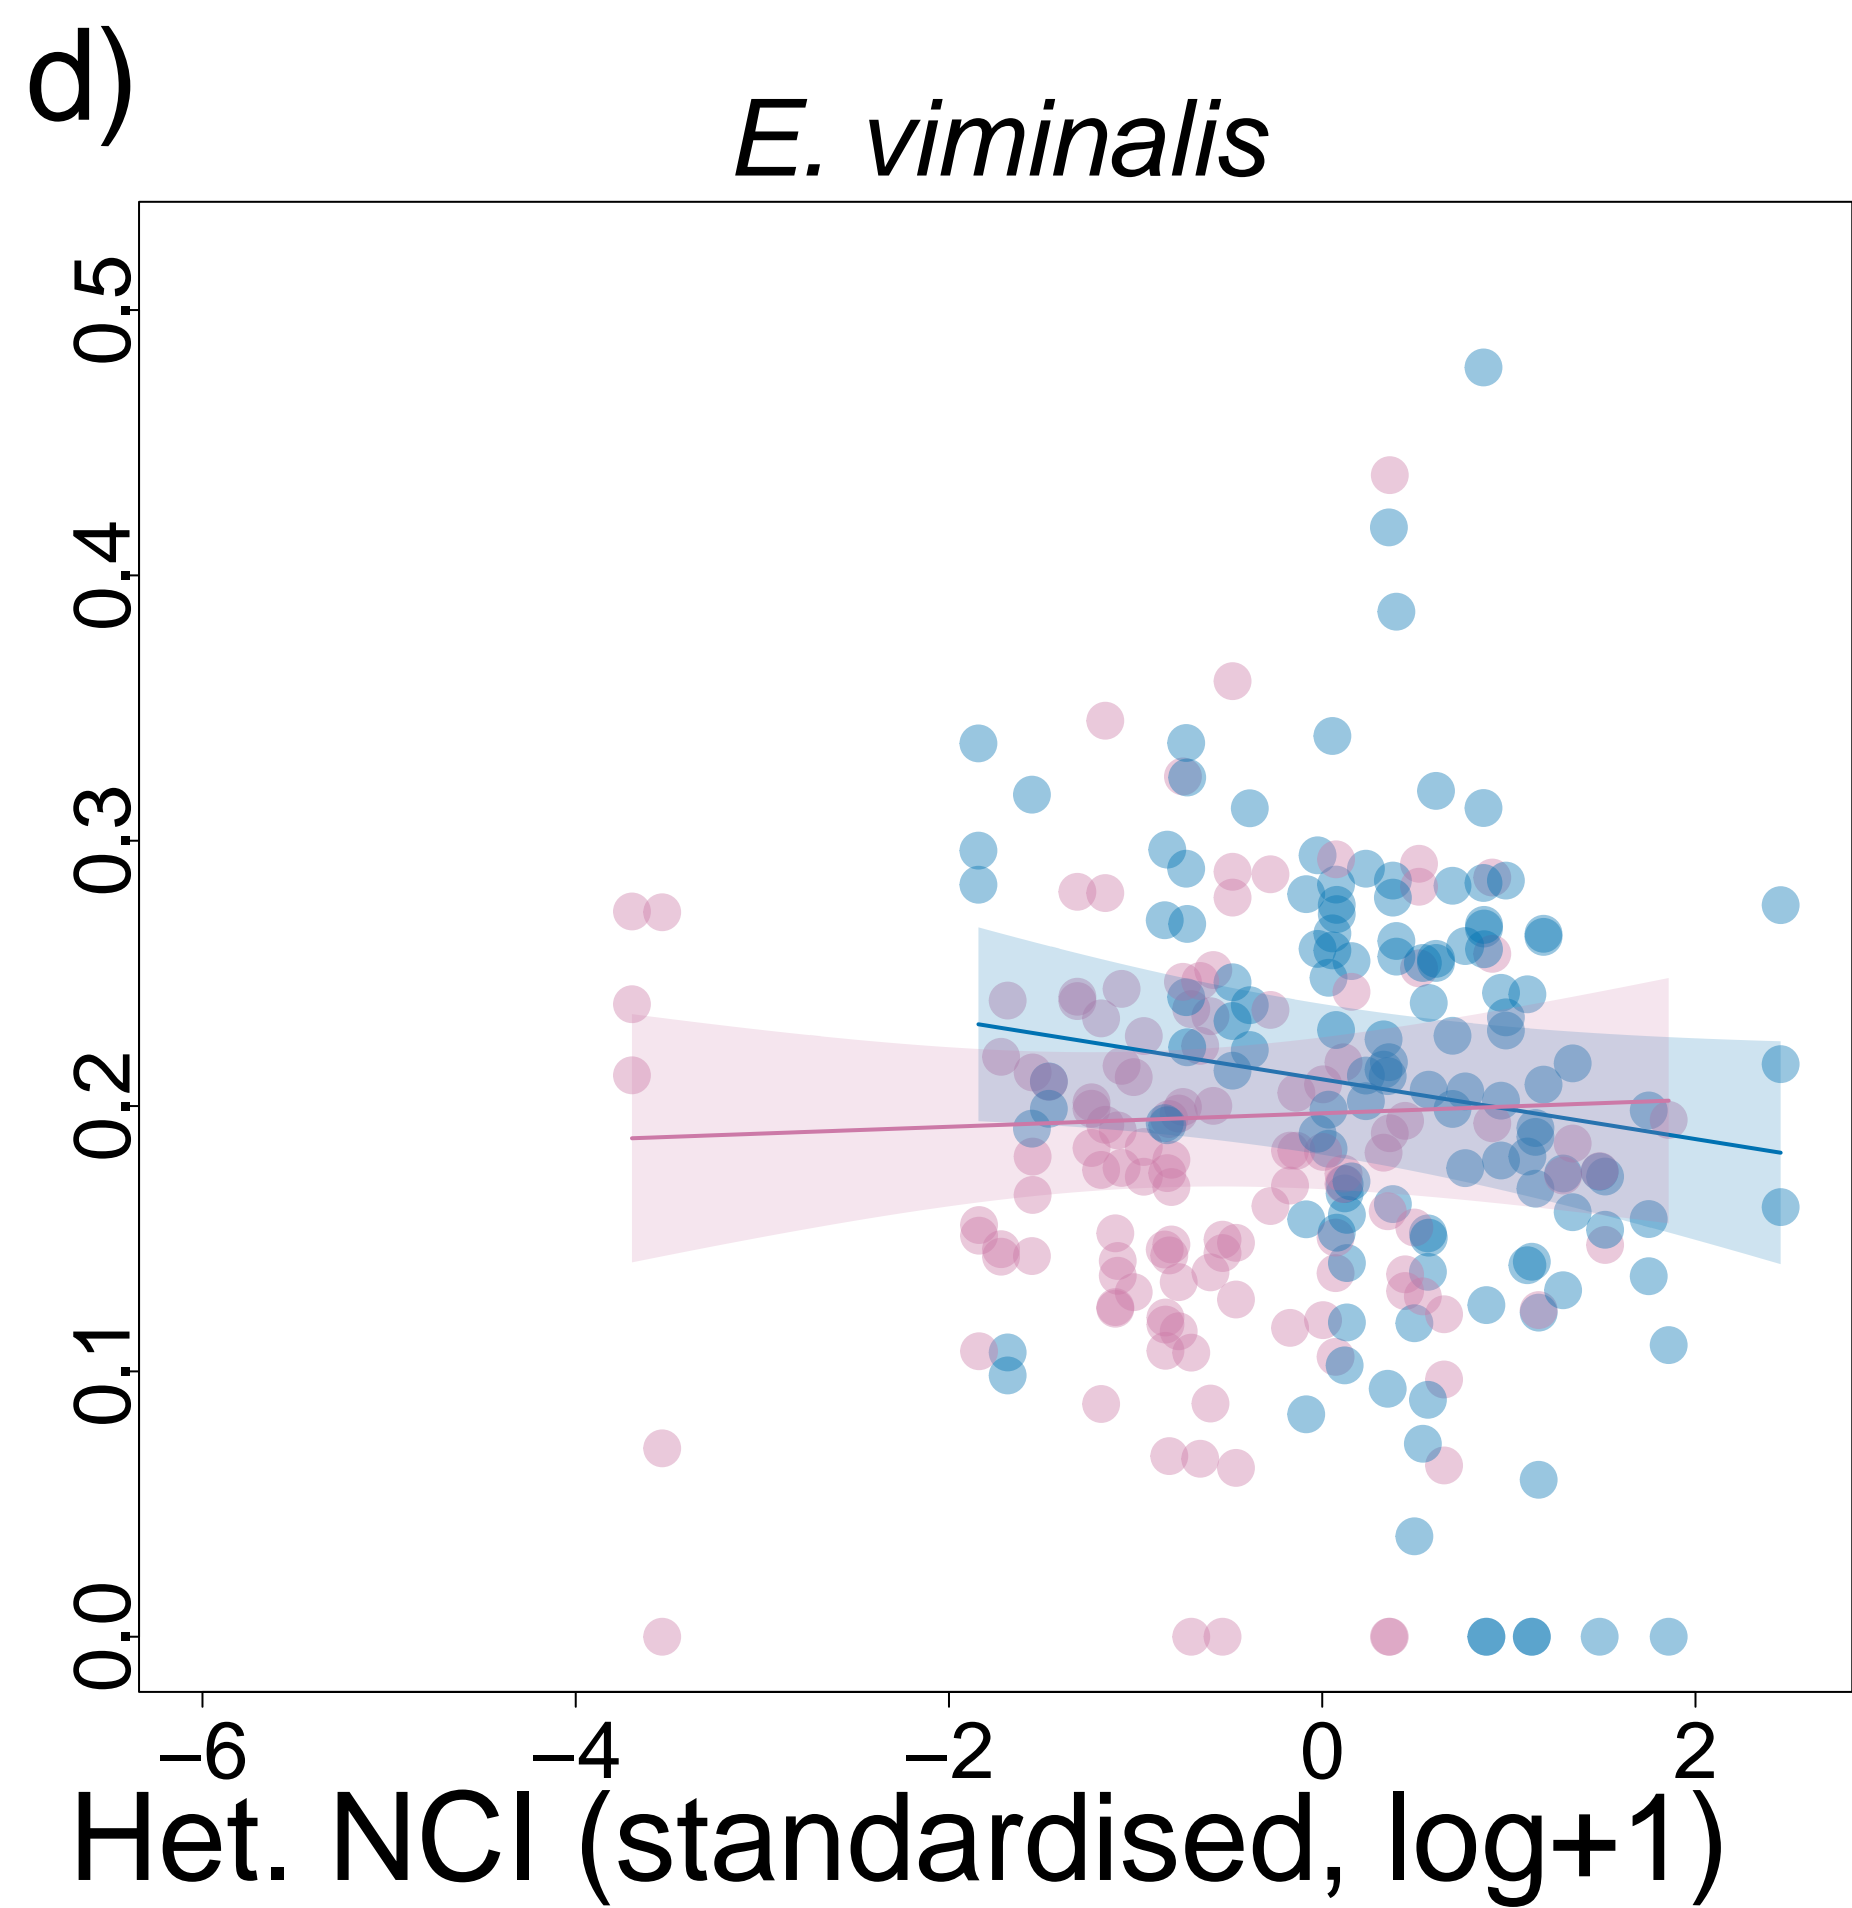 d)
E. viminalis
0.5
0.4
0.3
0.2
0.1
0.0
–6 –4 –2 0 2
Het. NCI (standardised, log+1)